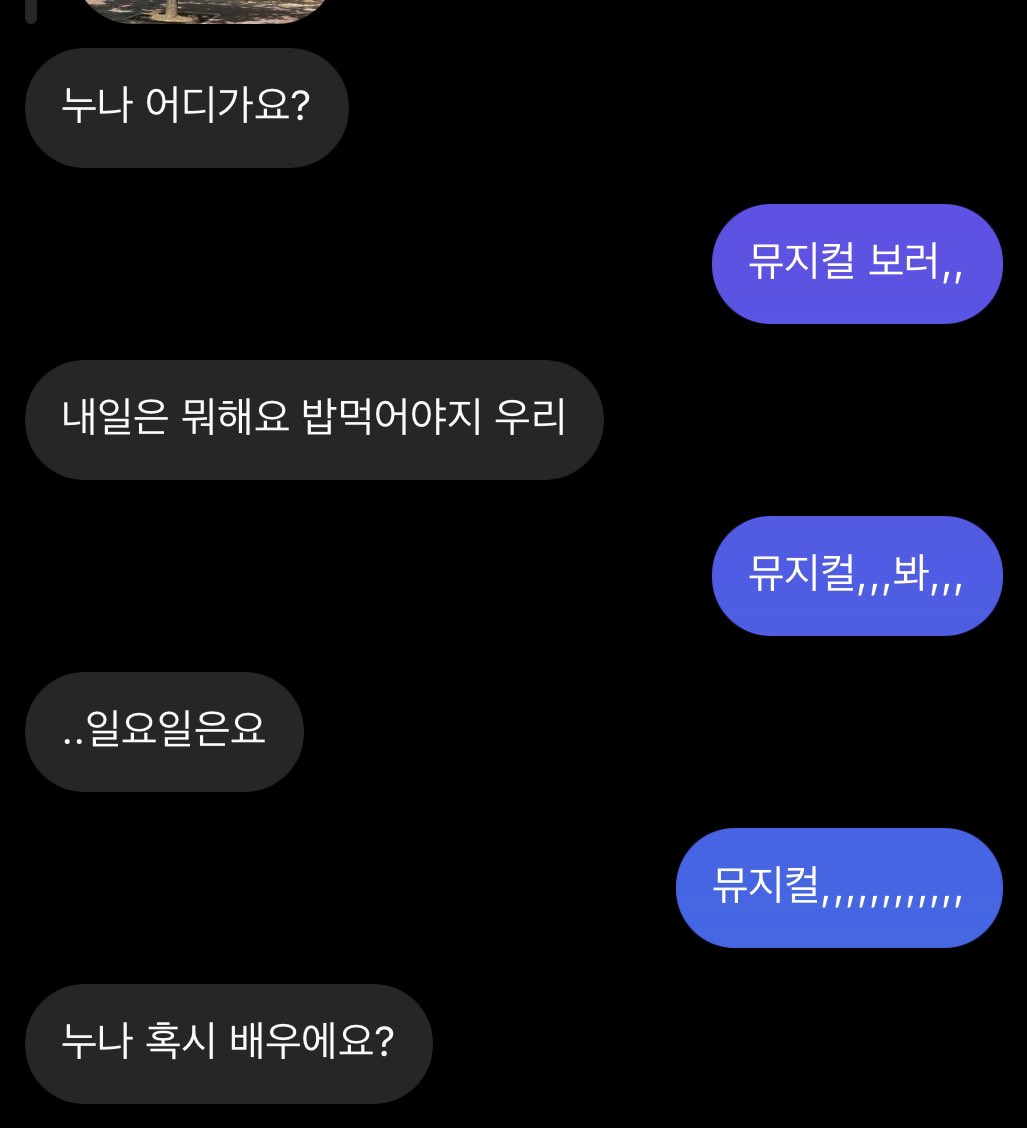 누나 어디가요?
뮤지컬 보러,,
내일은 뭐해요 밥먹어야지 우리
뮤지컬,,,봐,,,
..일요일은요
뮤지컬,,,,,,,,,,,,
누나 혹시 배우에요?